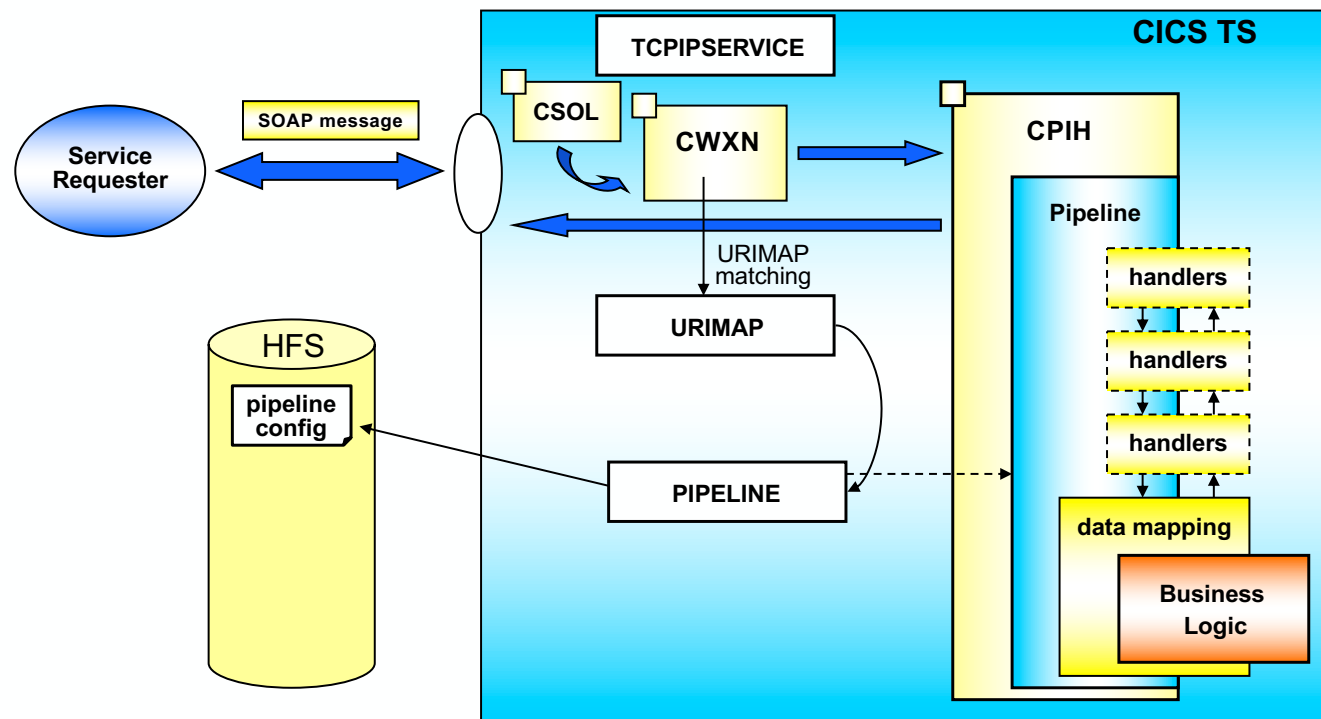 CICS TS
TCPIPSERVICE
CSOL
SOAP message
CWXN
CPIH
Service
Requester
Pipeline
URIMAP
matching
handlers
URIMAP
HFS
handlers
pipeline
config
handlers
PIPELINE
data mapping
Business
Logic